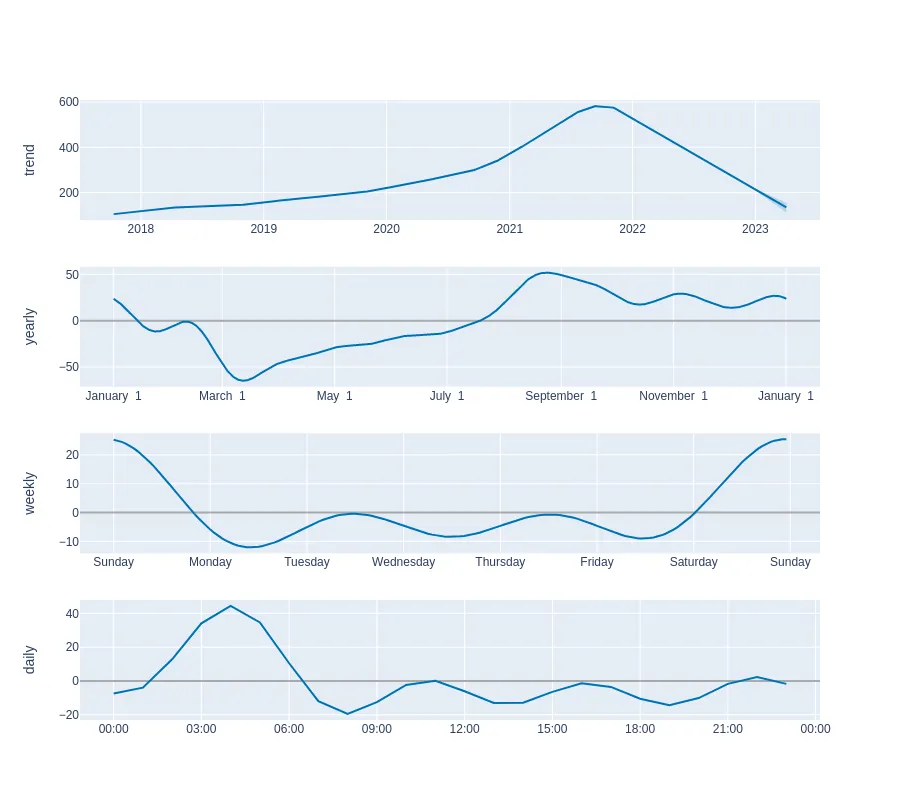 trend
600
400
200
2018 2019 2020 2021 2022 2023
yearly
50
0
−50
January 1 March 1 May 1 July 1 September 1 November 1 January 1
weekly
20
10
0
−10
Sunday Monday Tuesday Wednesday Thursday Friday Saturday Sunday
daily
40
20
0
−20
00:00 03:00 06:00 09:00 12:00 15:00 18:00 21:00 00:00